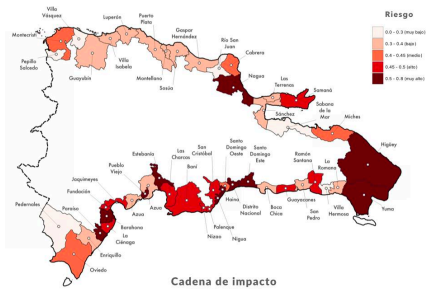 Riesgo
0.0 - 0.3 (muy bajo)
0.3 - 0.4 (bajo)
0.4 - 0.45 (medio)
0.45 - 0.5 (alto)
0.5 - 0.8 (muy alto)
Villa
Vásquez
Montecristi
Pepillo
Salcedo
Guayubín
Luperón
Puerto
Plata
Villa
Isabela
Montellano
Sosúa
Gaspar
Hernández
Río San
Juan
Cabrera
Nagua
Las
Terrenas
Samaná
Sabana
de la
Mar
Sánchez
Miches
Higüey
Yuma
La
Romana
Ramón
Santana
Villa
Hermosa
San
Pedro
Guayacanes
Boca
Chica
Santo
Domingo
Este
Santo
Domingo
Oeste
Distrito
Nacional
Haina
San
Cristóbal
Nigua
Palenque
Nizao
Baní
Las
Charcas
Estebanía
Azua
Azua
Pueblo
Viejo
Jaquimeyes
Fundación
Barahona
La
Ciénaga
Paraíso
Enriquillo
Oviedo
Pedernales
Cadena de impacto